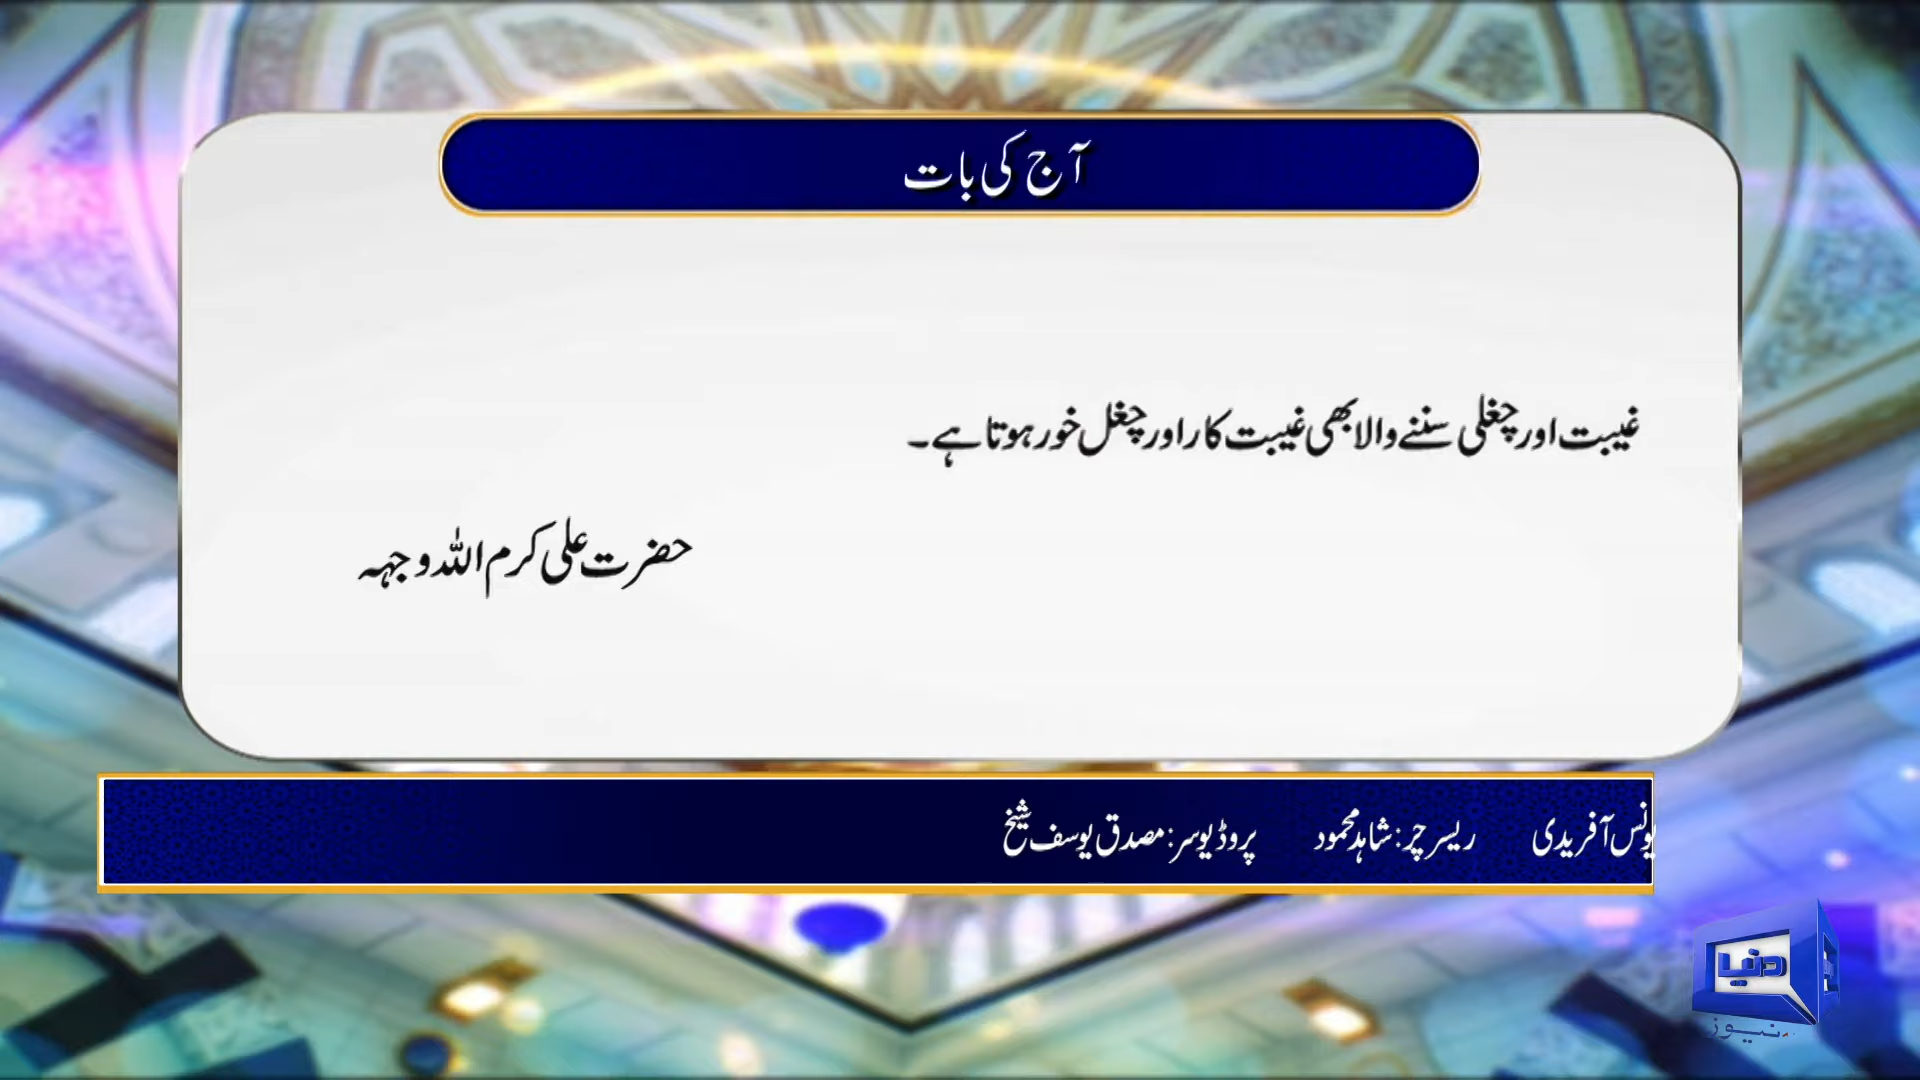 آج کی بات
غیبت اور چغلی سننے والا بھی غیبت کار اور چغل خور ہوتا ہے۔
حضرت علی کرم اللہ وجہہ
یونس آفریدی ریسرچر: شاہد محمود پروڈیوسر: مصدق یوسف شیخ
دنیا
نیوز